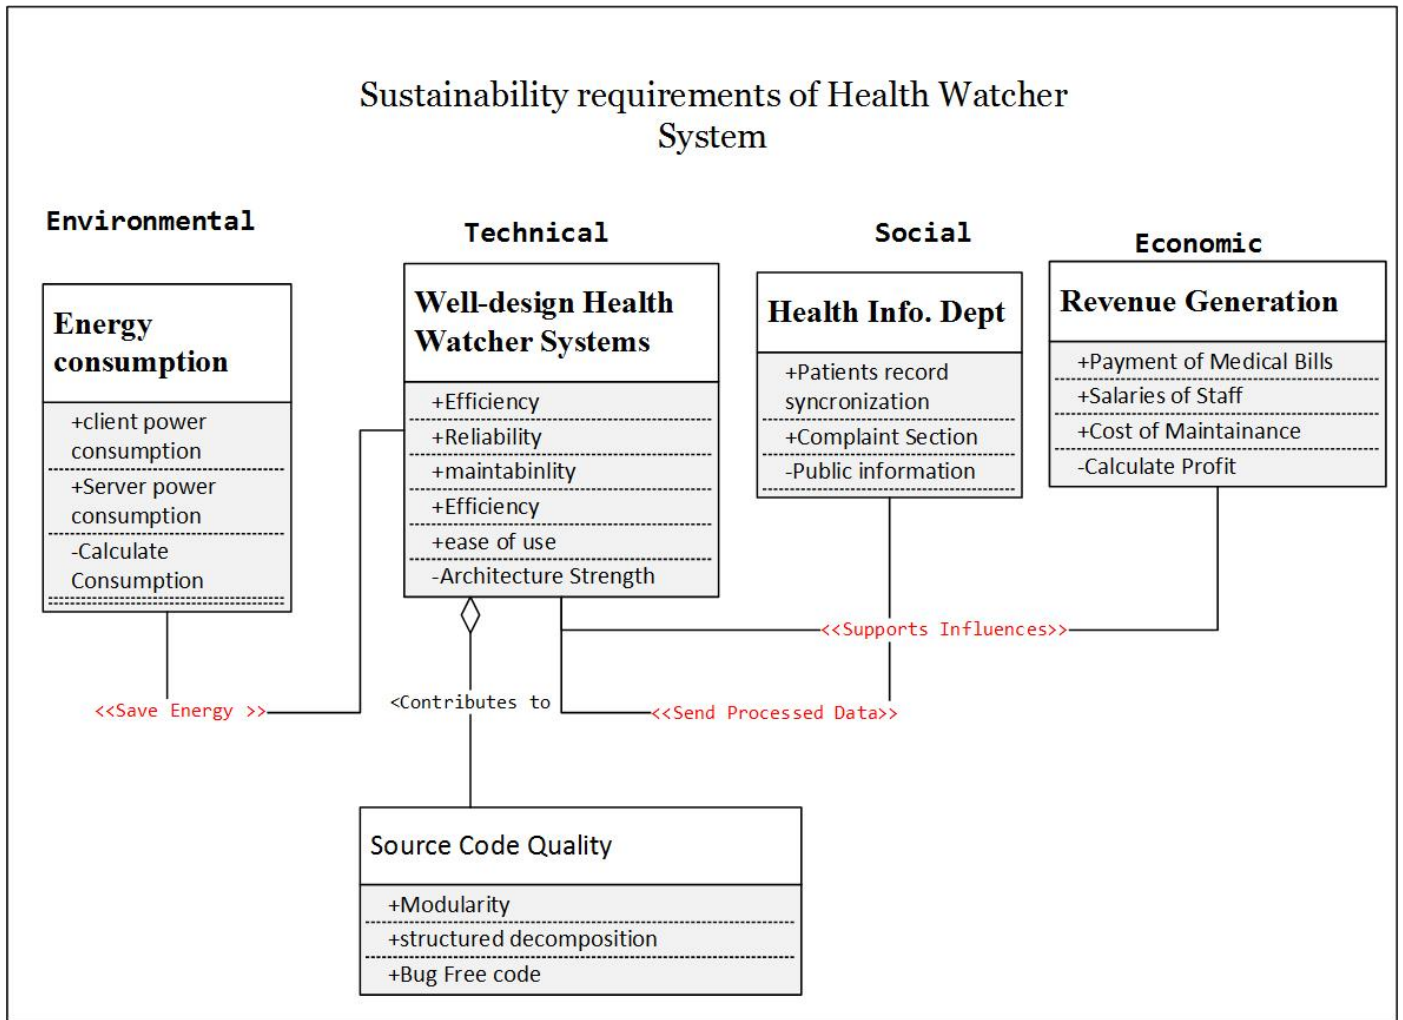 Sustainability requirements of Health Watcher
System
Environmental
Technical
Social
Economic
Energy
consumption
+client power
consumption
+Server power
consumption
-Calculate
Consumption
Well-design Health
Watcher Systems
+Efficiency
+Reliability
+maintabinlity
+Efficiency
+ease of use
-Architecture Strength
Health Info. Dept
+Patients record
syncronization
+Complaint Section
-Public information
Revenue Generation
+Payment of Medical Bills
+Salaries of Staff
+Cost of Maintainance
-Calculate Profit
<<Supports Influences>>
<<Save Energy >>
<Contributes to
<<Send Processed Data>>
Source Code Quality
+Modularity
+structured decomposition
+Bug Free code